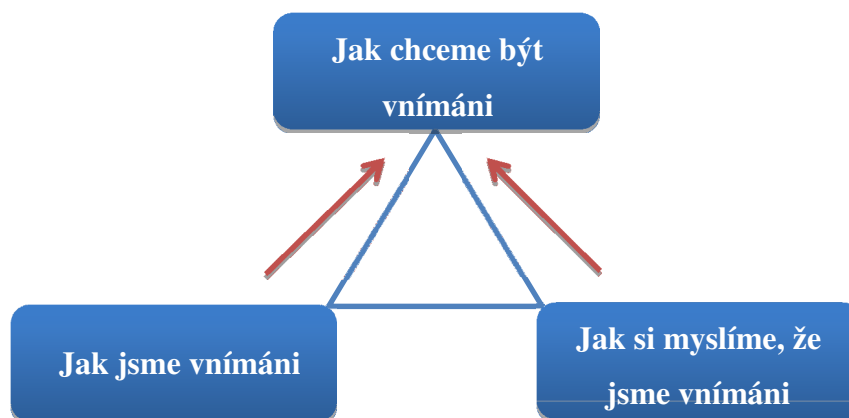 Jak chceme být
vnímáni
Jak jsme vnímáni
Jak si myslíme, že
jsme vnímáni